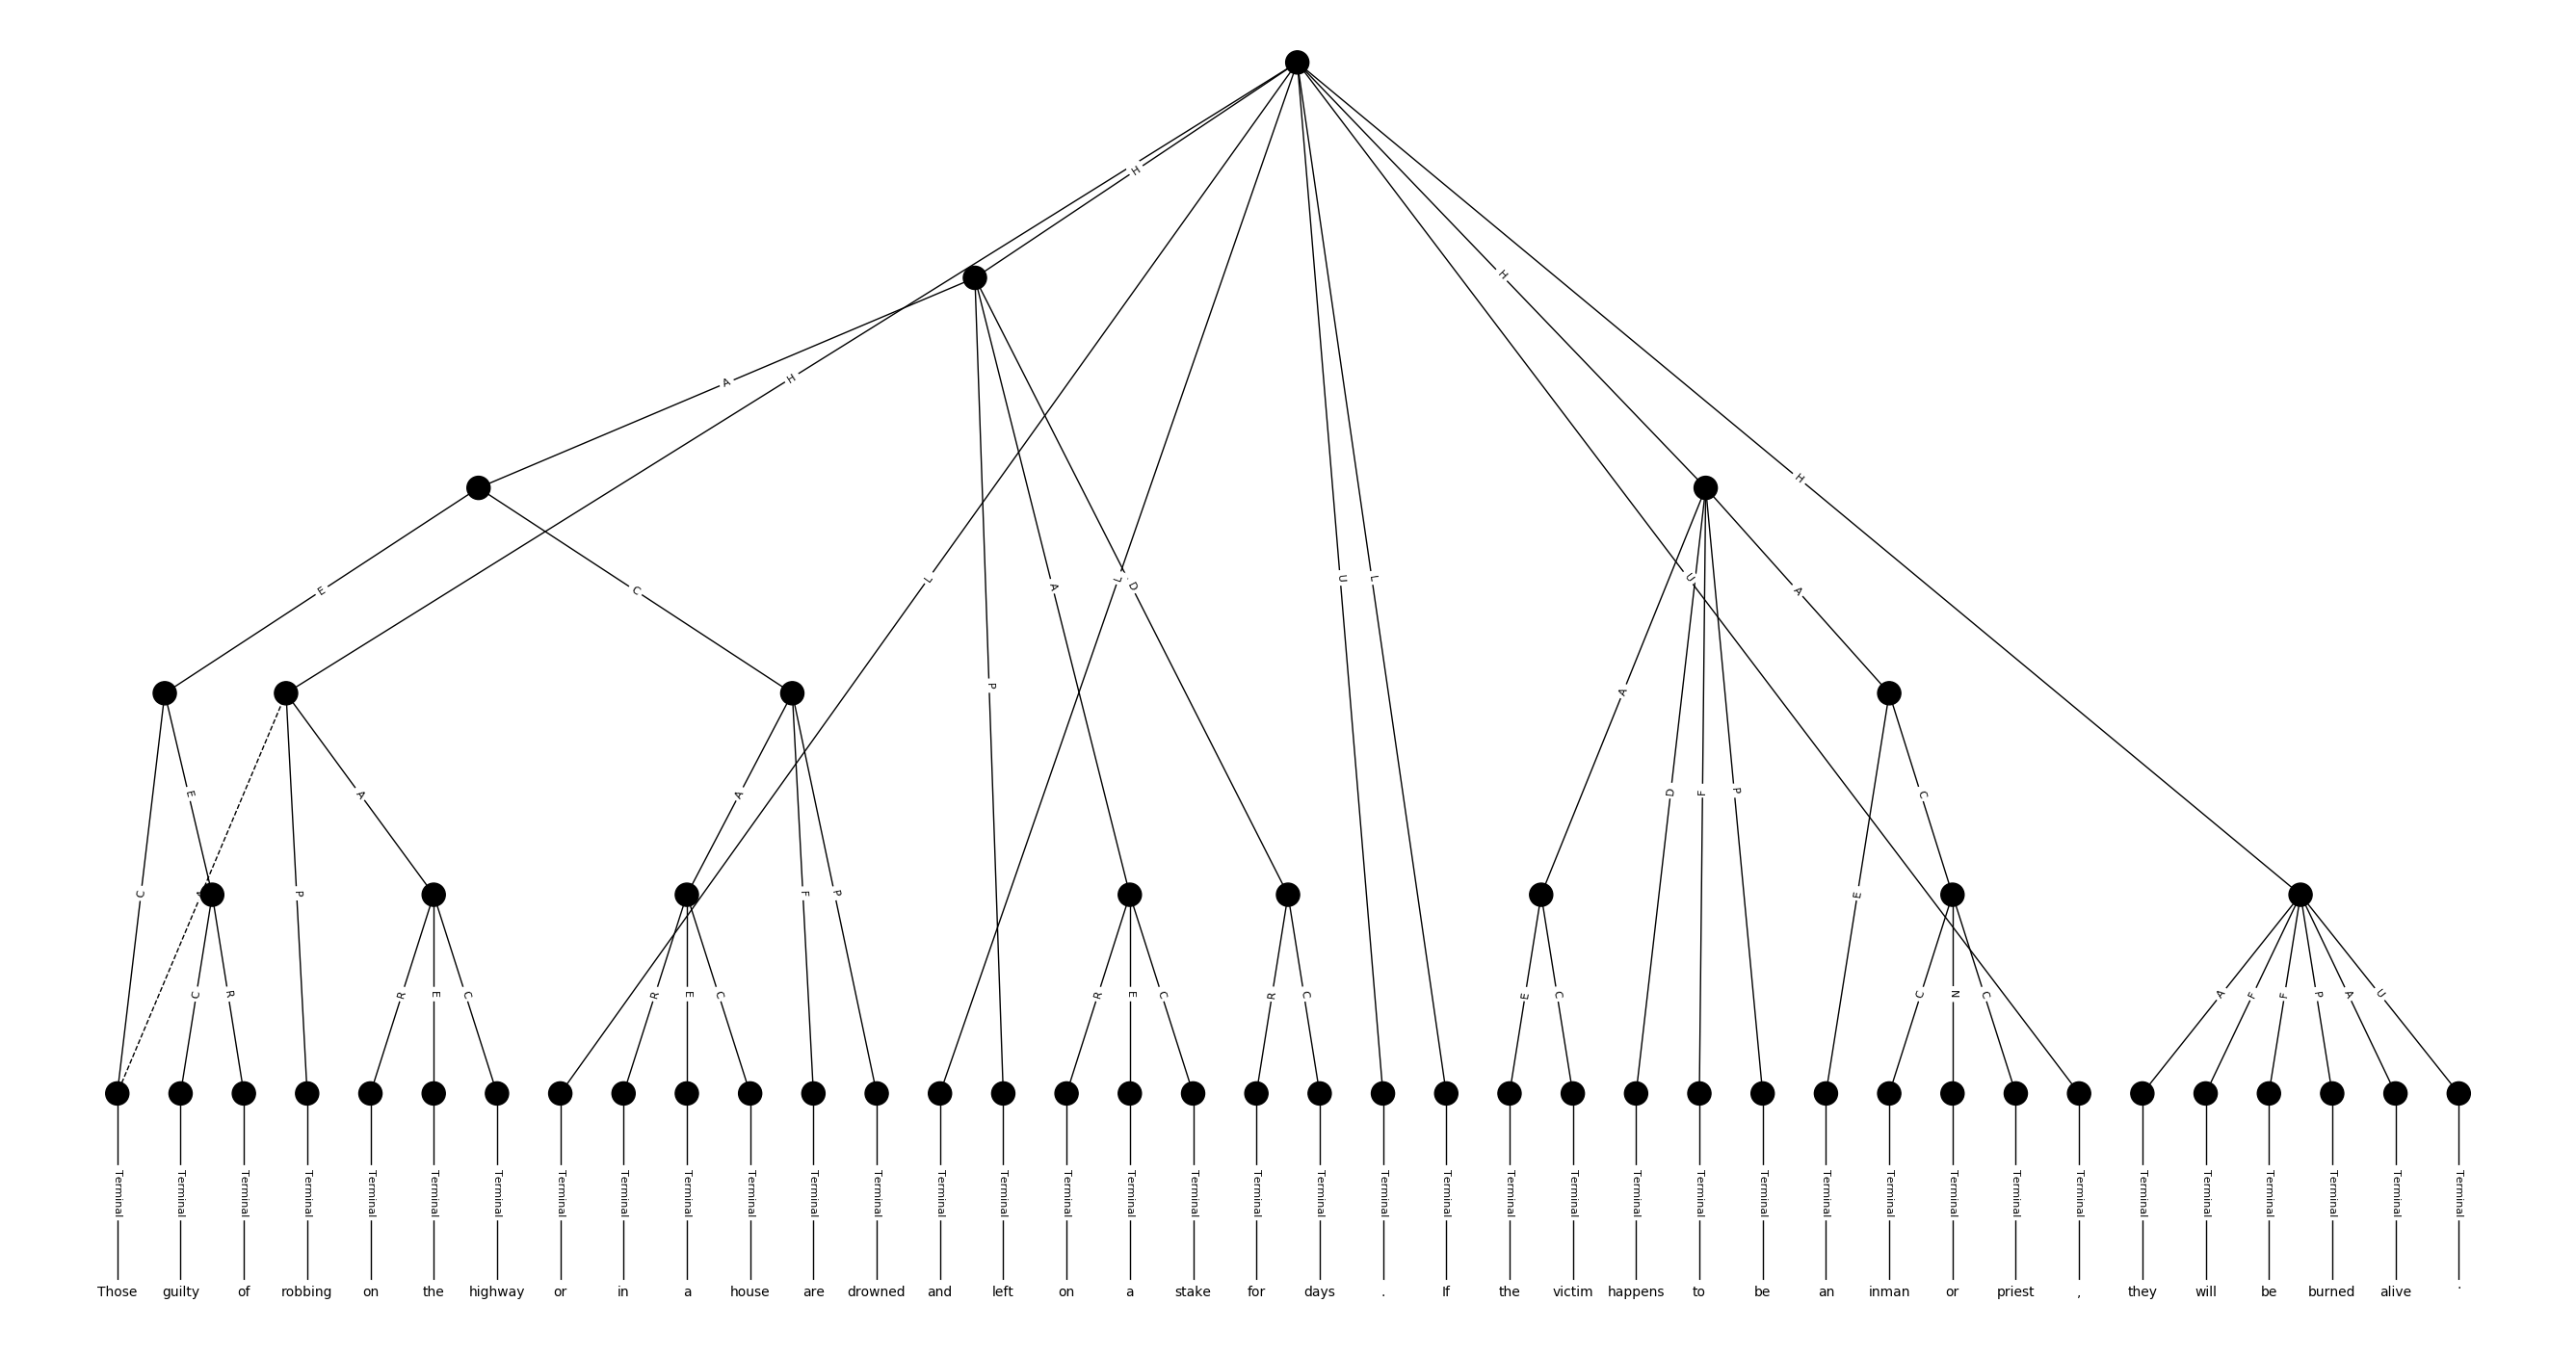 H
H
A
H
H
L
L
D
A
U
L
U
A
E
C
P
A
D
F
P
C
E
A
A
F
P
E
C
P
C
R
R
E
C
R
E
C
R
E
C
R
C
E
C
C
N
C
A
F
F
P
A
U
Terminal Terminal Terminal Terminal Terminal Terminal Terminal Terminal Terminal Terminal Terminal Terminal Terminal Terminal Terminal Terminal Terminal Terminal Terminal Terminal Terminal Terminal Terminal Terminal Terminal Terminal Terminal Terminal Terminal Terminal Terminal Terminal Terminal Terminal Terminal Terminal Terminal Terminal
Those guilty of robbing on the highway or in a house are drowned and left on a stake for days . If the victim happens to be an inman or priest , they will be burned alive .